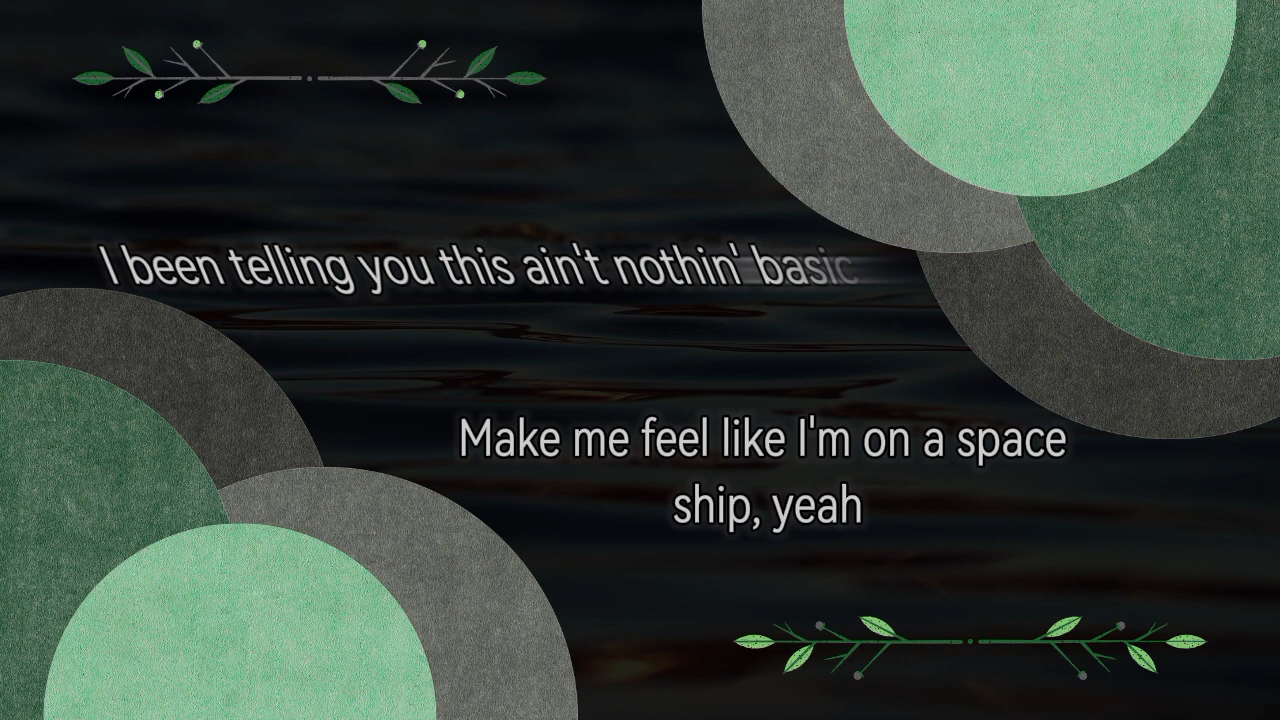 I been telling you this ain't nothin' basic
Make me feel like I'm on a space
ship, yeah